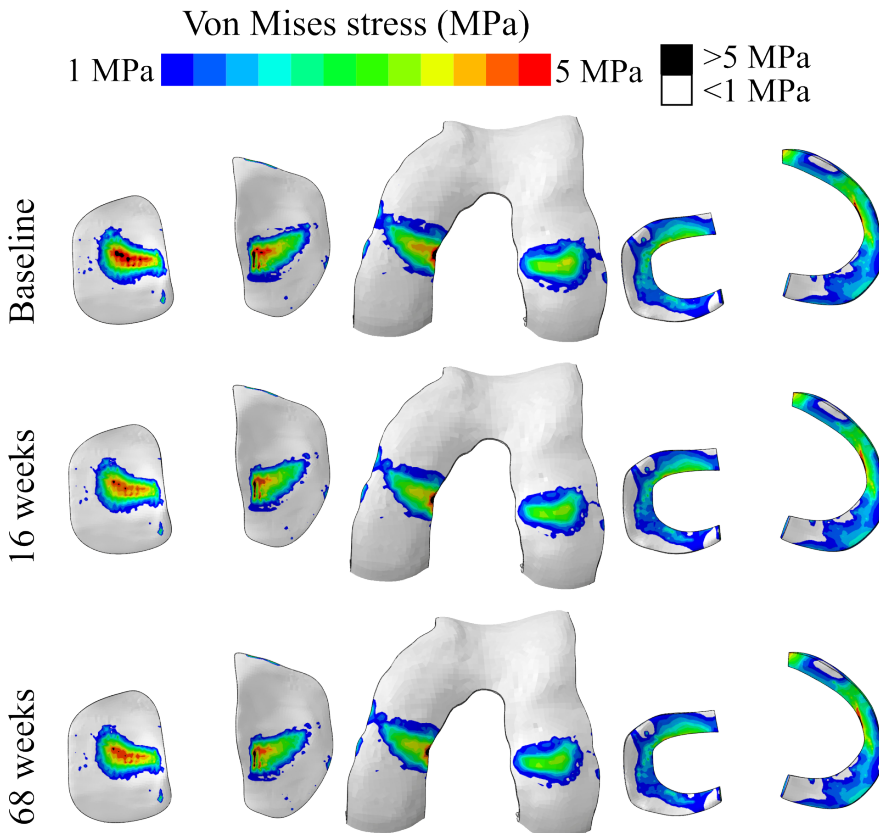 Von Mises stress (MPa)
1 MPa
5 MPa
>5 MPa
<1 MPa
Baseline
16 weeks
68 weeks